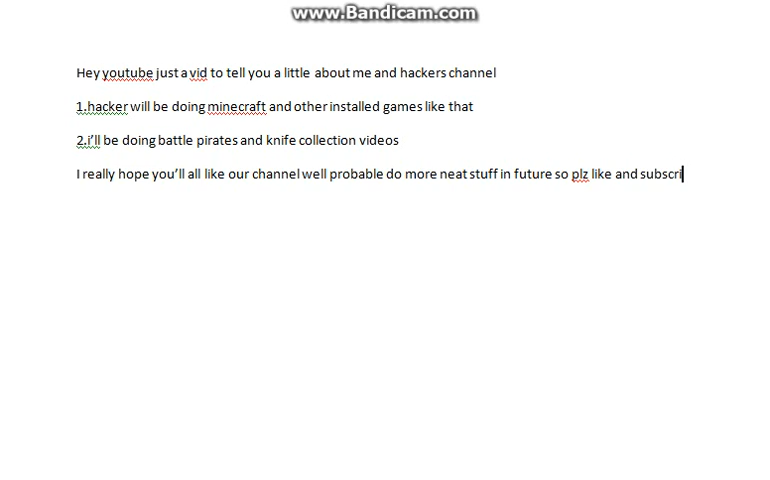 www.Bandicam.com
Hey youtube just a vid to tell you a little about me and hackers channel
1.hacker will be doing minecraft and other installed games like that
2.i'll be doing battle pirates and knife collection videos
I really hope you'll all like our channel well probable do more neat stuff in future so plz like and subscri